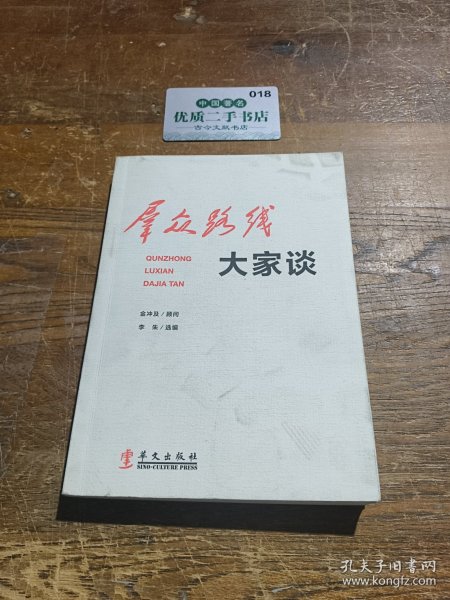 018
中国著名
优质二手书店
古今文献书店
群众路线
QUNZHONG
LUXIAN
DAJIA TAN
大家谈
金冲及 / 顾问
李 朱 / 选编
华文出版社
SINO-CULTURE PRESS
孔夫子旧书网
www.kongfz.com